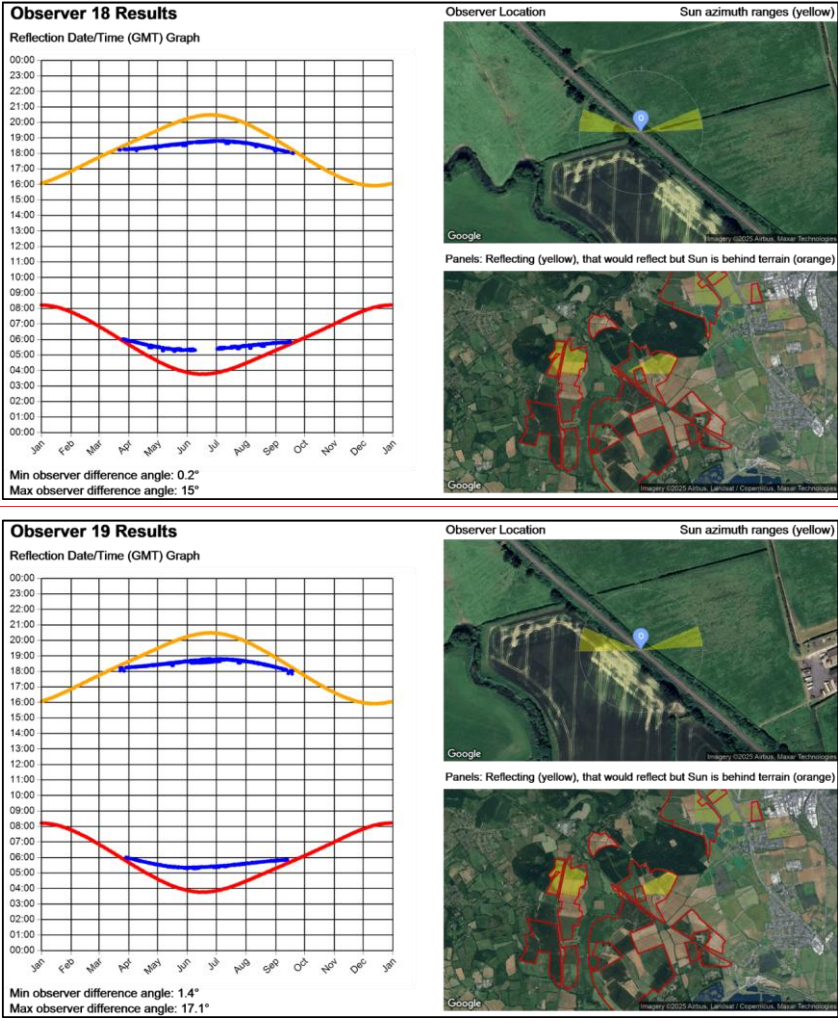 Observer 18 Results
Reflection Date/Time (GMT) Graph
00:00
23:00
22:00
21:00
20:00
19:00
18:00
17:00
16:00
15:00
14:00
13:00
12:00
11:00
10:00
09:00
08:00
07:00
06:00
05:00
04:00
03:00
02:00
01:00
00:00
Jan Feb Mar Apr May Jun Jul Aug Sep Oct Nov Dec Jan
Min observer difference angle: 0.2°
Max observer difference angle: 15°
Observer Location Sun azimuth ranges (yellow)
Google
Imagery ©2025 Airbus, Maxar Technologies
Panels: Reflecting (yellow), that would reflect but Sun is behind terrain (orange)
Google
Imagery ©2025 Airbus, Landsat / Copernicus, Maxar Technologies
Observer 19 Results
Reflection Date/Time (GMT) Graph
00:00
23:00
22:00
21:00
20:00
19:00
18:00
17:00
16:00
15:00
14:00
13:00
12:00
11:00
10:00
09:00
08:00
07:00
06:00
05:00
04:00
03:00
02:00
01:00
00:00
Jan Feb Mar Apr May Jun Jul Aug Sep Oct Nov Dec Jan
Min observer difference angle: 1.4°
Max observer difference angle: 17.1°
Observer Location Sun azimuth ranges (yellow)
Google
Imagery ©2025 Airbus, Maxar Technologies
Panels: Reflecting (yellow), that would reflect but Sun is behind terrain (orange)
Google
Imagery ©2025 Airbus, Landsat / Copernicus, Maxar Technologies